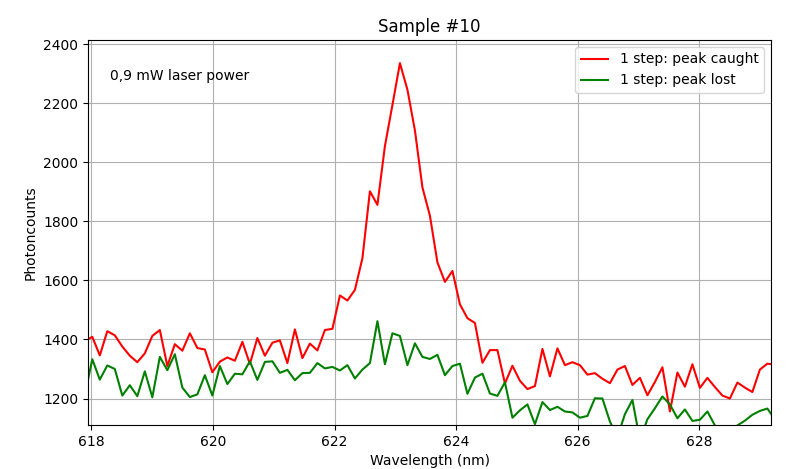 Sample #10
0,9 mW laser power
1 step: peak caught
1 step: peak lost
Photoncounts
2400
2200
2000
1800
1600
1400
1200
618 620 622 624 626 628
Wavelength (nm)